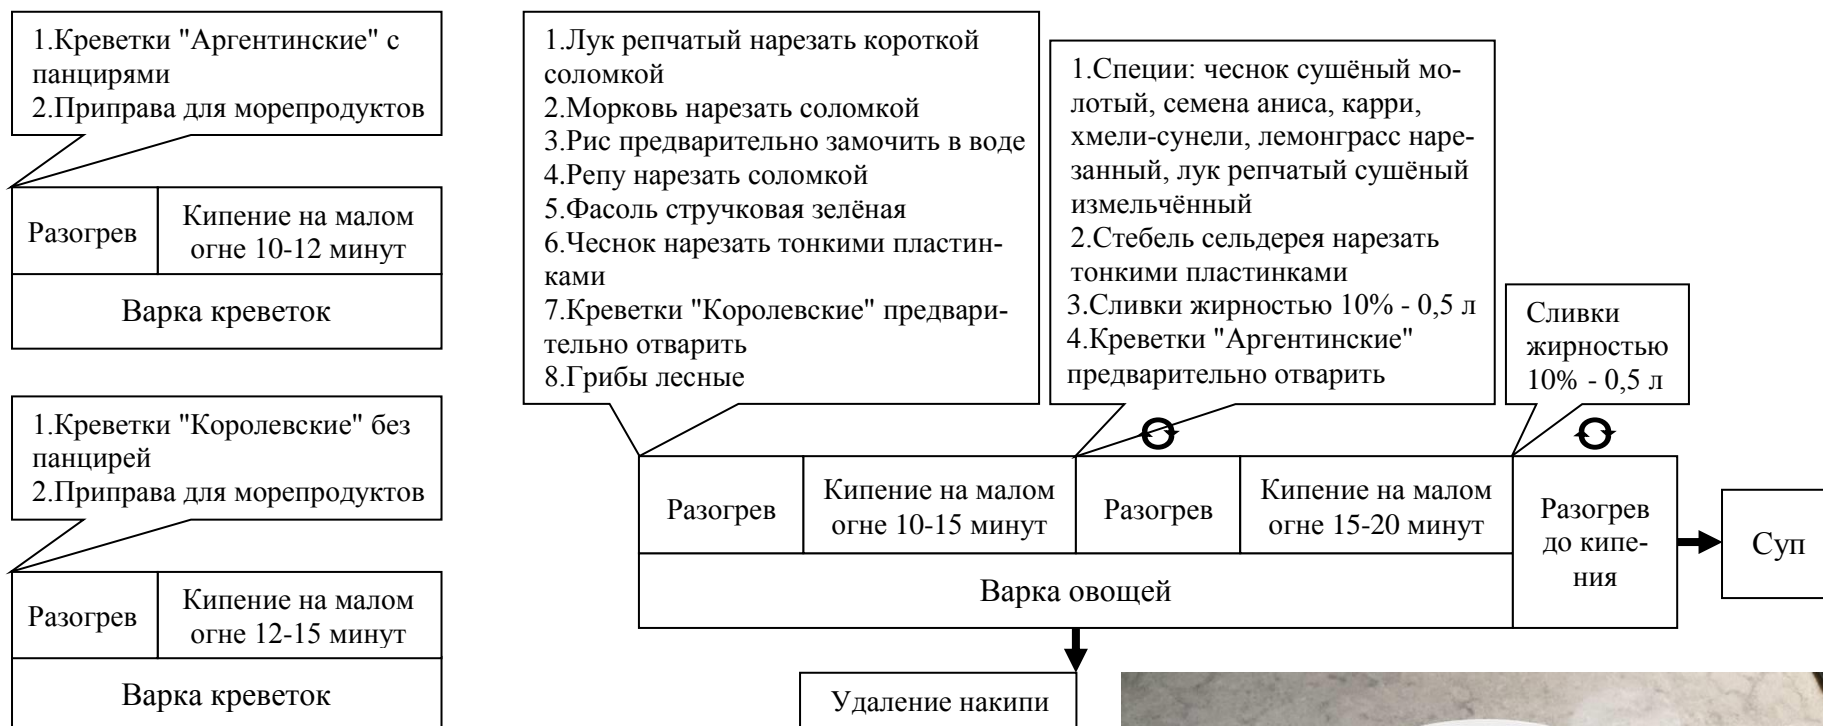 1.Креветки "Аргентинские" с
панцирями
2.Приправа для морепродуктов
Разогрев
Кипение на малом
огне 10-12 минут
Варка креветок
1.Креветки "Королевские" без
панцирей
2.Приправа для морепродуктов
Разогрев
Кипение на малом
огне 12-15 минут
Варка креветок
1.Лук репчатый нарезать короткой
соломкой
2.Морковь нарезать соломкой
3.Рис предварительно замочить в воде
4.Репу нарезать соломкой
5.Фасоль стручковая зелёная
6.Чеснок нарезать тонкими пластин-
ками
7.Креветки "Королевские" предвари-
тельно отварить
8.Грибы лесные
1.Специи: чеснок сушёный мо-
лотый, семена аниса, карри,
хмели-сунели, лемонграсс наре-
занный, лук репчатый сушёный
измельчённый
2.Стебель сельдерея нарезать
тонкими пластинками
3.Сливки жирностью 10% - 0,5 л
4.Креветки "Аргентинские"
предварительно отварить
Сливки
жирностью
10% - 0,5 л
Разогрев
Кипение на малом
огне 10-15 минут
Разогрев
Кипение на малом
огне 15-20 минут
Варка овощей
Разогрев
до кипе-
ния
Суп
Удаление накипи